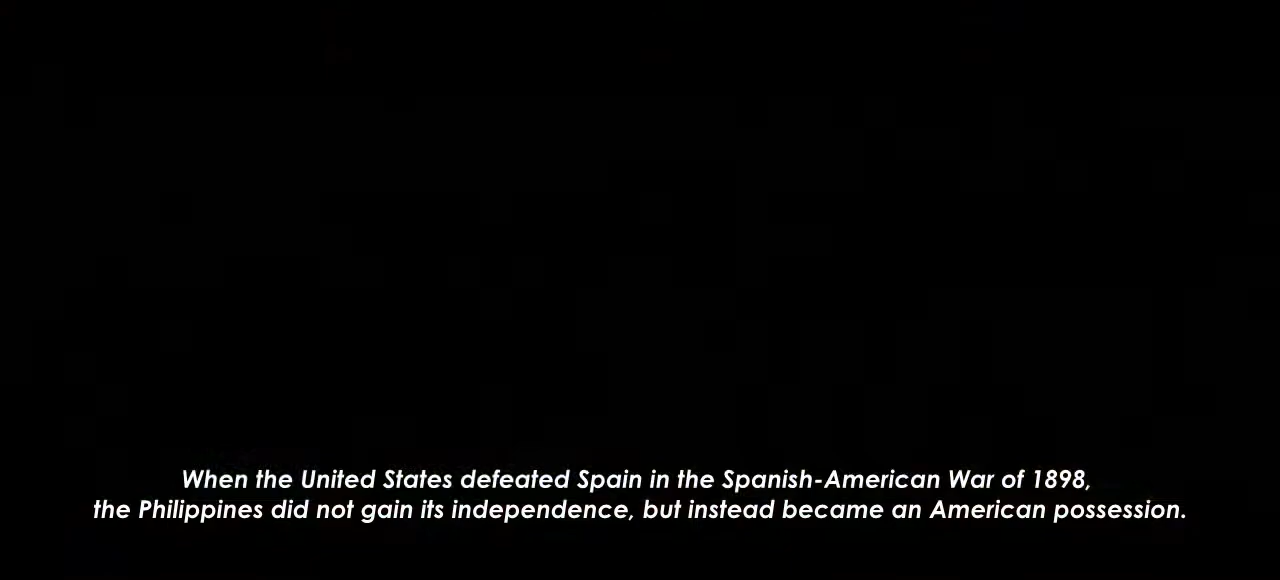 When the United States defeated Spain in the Spanish-American War of 1898,
the Philippines did not gain its independence, but instead became an American possession.